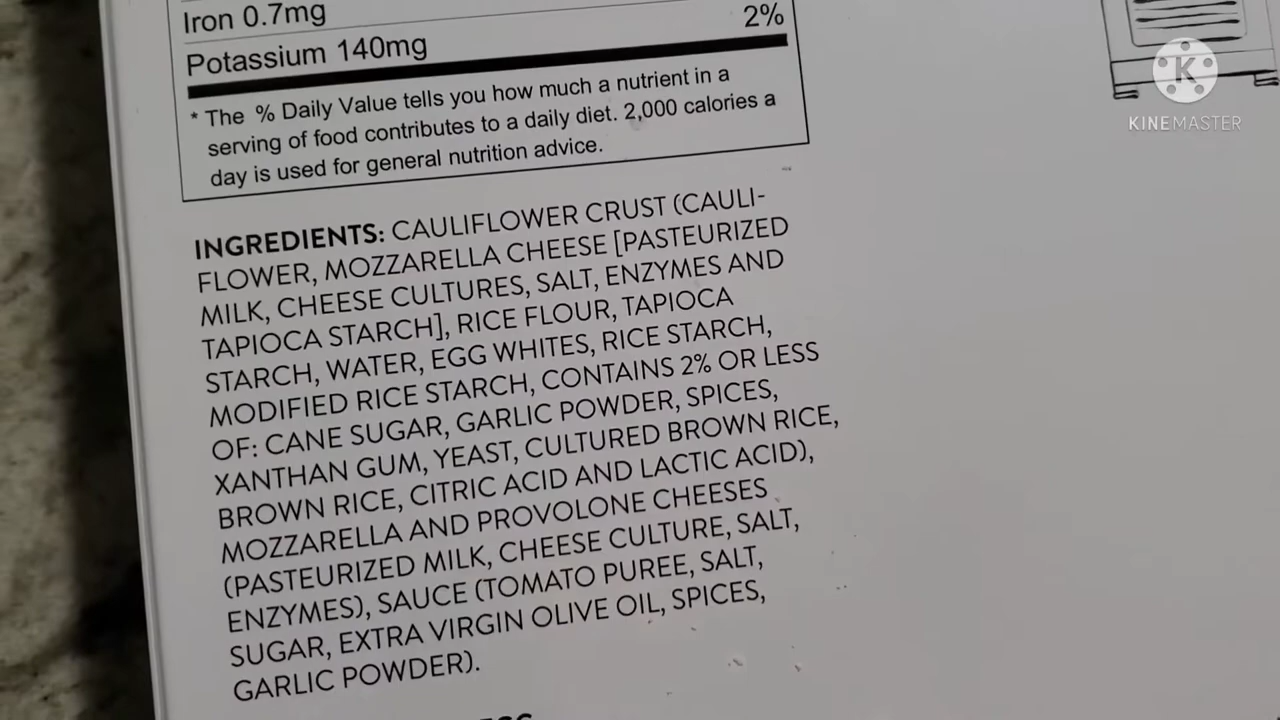 Iron 0.7mg
Potassium 140mg 2%
* The % Daily Value tells you how much a nutrient in a
serving of food contributes to a daily diet. 2,000 calories a
day is used for general nutrition advice.
INGREDIENTS: CAULIFLOWER CRUST (CAULI-
FLOWER, MOZZARELLA CHEESE [PASTEURIZED
MILK, CHEESE CULTURES, SALT, ENZYMES AND
TAPIOCA STARCH], RICE FLOUR, TAPIOCA
STARCH, WATER, EGG WHITES, RICE STARCH,
MODIFIED RICE STARCH, CONTAINS 2% OR LESS
OF: CANE SUGAR, GARLIC POWDER, SPICES,
XANTHAN GUM, YEAST, CULTURED BROWN RICE,
BROWN RICE, CITRIC ACID AND LACTIC ACID),
MOZZARELLA AND PROVOLONE CHEESES
(PASTEURIZED MILK, CHEESE CULTURE, SALT,
ENZYMES), SAUCE (TOMATO PUREE, SALT,
SUGAR, EXTRA VIRGIN OLIVE OIL, SPICES,
GARLIC POWDER).
K
KINEMASTER